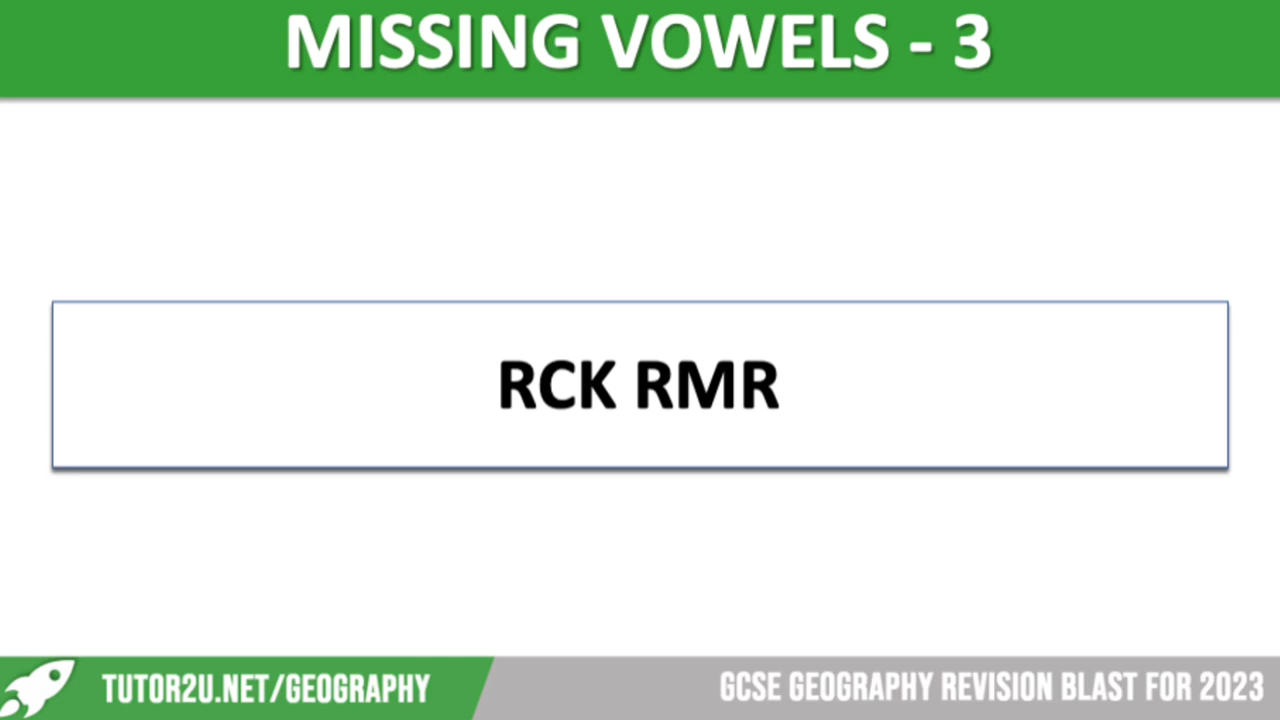 MISSING VOWELS - 3
RCK RMR
TUTOR2U.NET/GEOGRAPHY
GCSE GEOGRAPHY REVISION BLAST FOR 2023